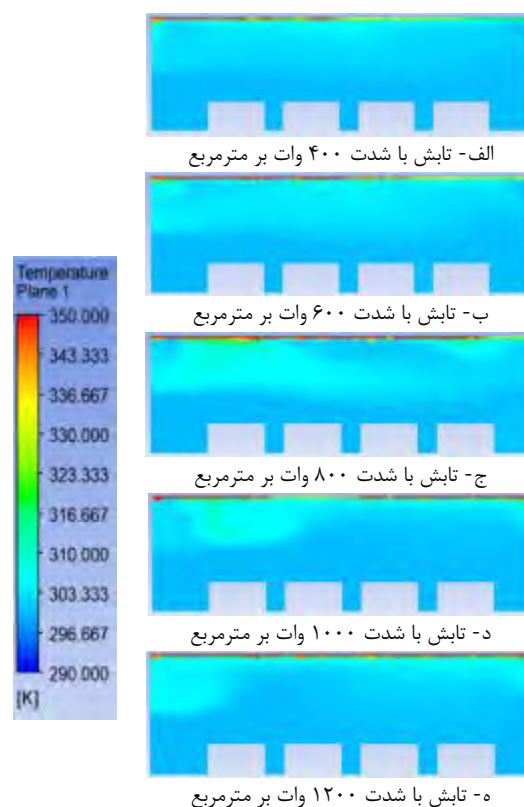 الف- تابش با شدت ۴۰۰ وات بر مترمربع
ب- تابش با شدت ۶۰۰ وات بر مترمربع
Temperature
Plane 1
350.000
343.333
336.667
330.000
323.333
316.667
310.000
303.333
296.667
290.000
[K]
ج- تابش با شدت ۸۰۰ وات بر مترمربع
د- تابش با شدت ۱۰۰۰ وات بر مترمربع
ه- تابش با شدت ۱۲۰۰ وات بر مترمربع